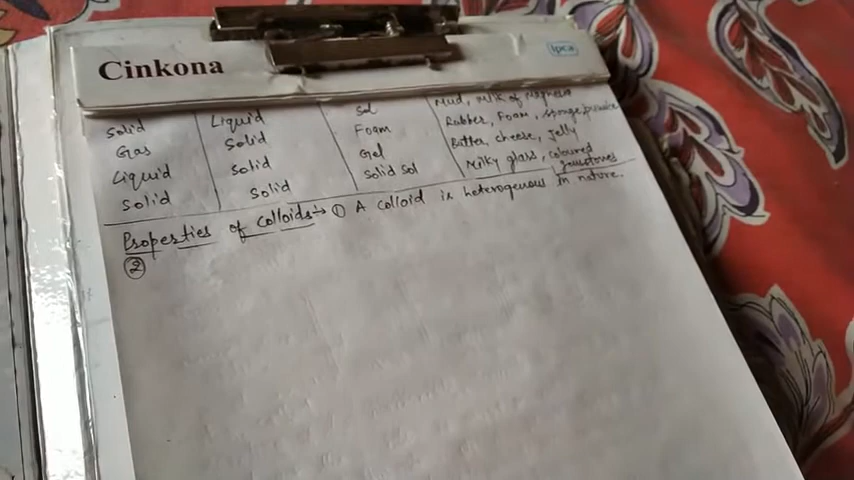 Cinkona
ipca
Solid Liquid Sol Mud, Milk of Magnesia
Gas Solid Foam Rubber, Foam, sponge, pumice
Liquid Solid Gel Butter, cheese, jelly
Solid Solid Solid Sol Milky glass, coloured gemstones
Properties of colloids:→ ① A colloid is heterogenous in nature.
②